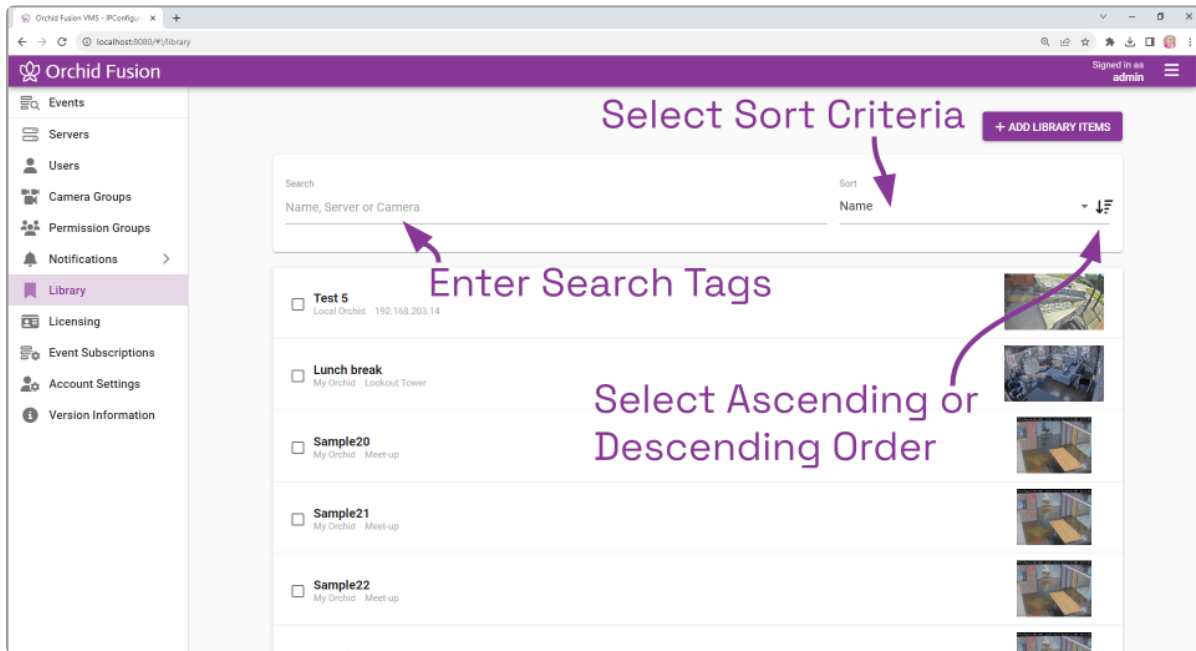 Orchid Fusion VMS - IPConfigur
localhost:8080/#!/library
Orchid Fusion
Signed in as
admin
Events
Servers
Users
Camera Groups
Permission Groups
Notifications
Library
Licensing
Event Subscriptions
Account Settings
Version Information
Select Sort Criteria
+ ADD LIBRARY ITEMS
Search
Name, Server or Camera
Sort
Name
Enter Search Tags
Test 5
Local Orchid 192.168.203.14
Lunch break
My Orchid Lookout Tower
Select Ascending or
Descending Order
Sample20
My Orchid Meet-up
Sample21
My Orchid Meet-up
Sample22
My Orchid Meet-up